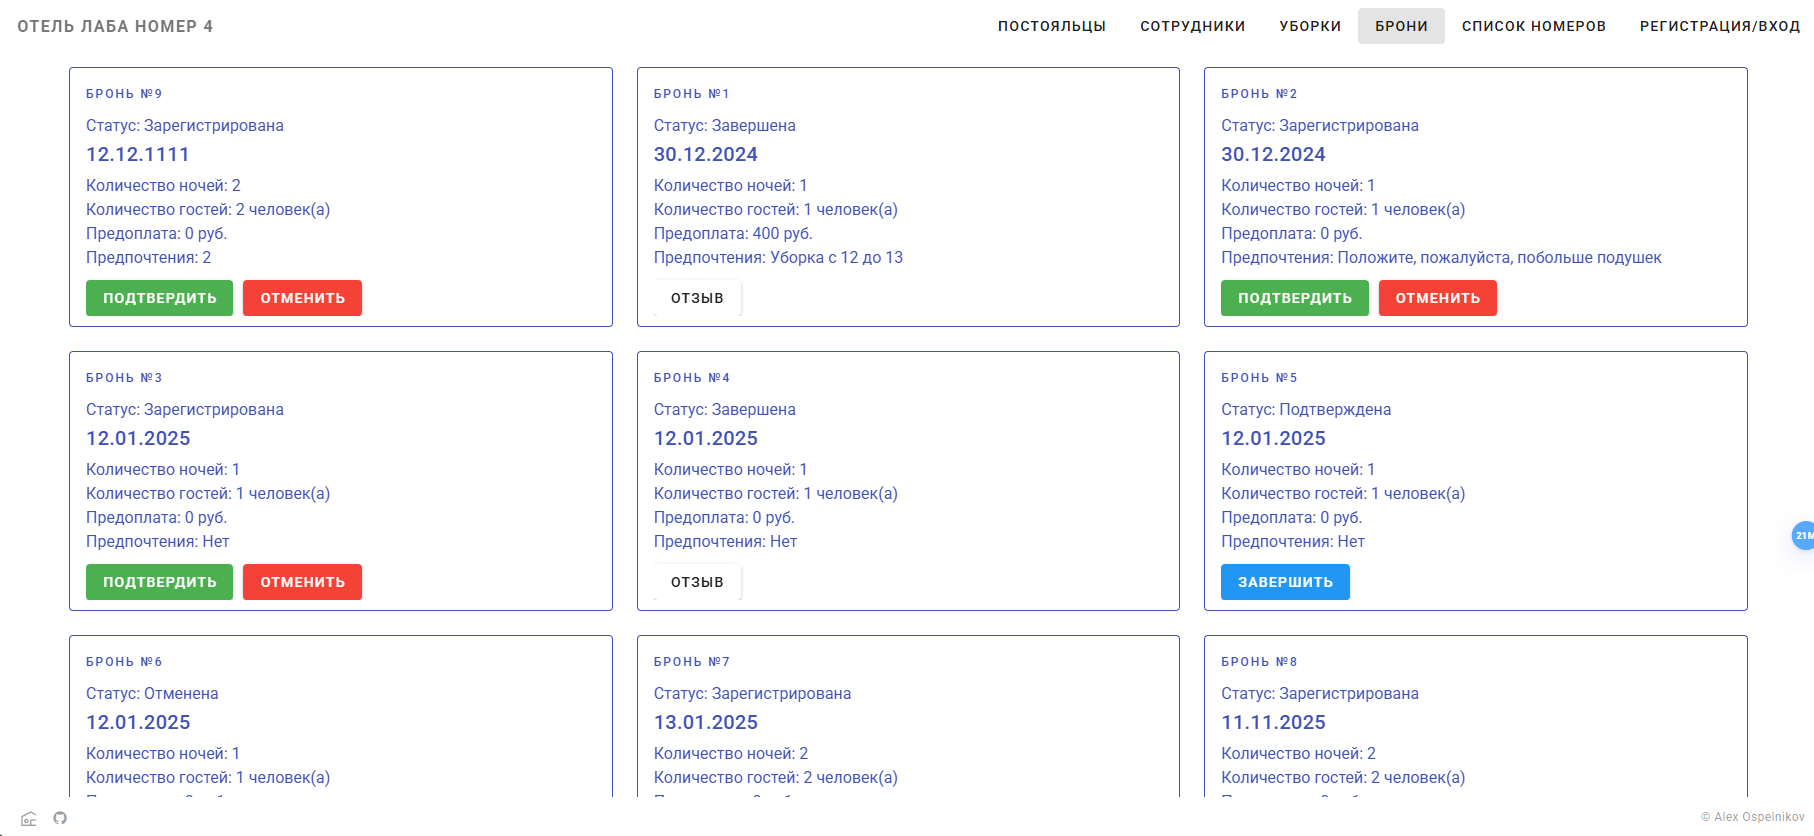 ОТЕЛЬ ЛАБА НОМЕР 4
ПОСТОЯЛЬЦЫ СОТРУДНИКИ УБОРКИ БРОНИ СПИСОК НОМЕРОВ РЕГИСТРАЦИЯ/ВХОД
БРОНЬ №9
Статус: Зарегистрирована
12.12.1111
Количество ночей: 2
Количество гостей: 2 человек(а)
Предоплата: 0 руб.
Предпочтения: 2
ПОДТВЕРДИТЬ ОТМЕНИТЬ
БРОНЬ №1
Статус: Завершена
30.12.2024
Количество ночей: 1
Количество гостей: 1 человек(а)
Предоплата: 400 руб.
Предпочтения: Уборка с 12 до 13
ОТЗЫВ
БРОНЬ №2
Статус: Зарегистрирована
30.12.2024
Количество ночей: 1
Количество гостей: 1 человек(а)
Предоплата: 0 руб.
Предпочтения: Положите, пожалуйста, побольше подушек
ПОДТВЕРДИТЬ ОТМЕНИТЬ
БРОНЬ №3
Статус: Зарегистрирована
12.01.2025
Количество ночей: 1
Количество гостей: 1 человек(а)
Предоплата: 0 руб.
Предпочтения: Нет
ПОДТВЕРДИТЬ ОТМЕНИТЬ
БРОНЬ №4
Статус: Завершена
12.01.2025
Количество ночей: 1
Количество гостей: 1 человек(а)
Предоплата: 0 руб.
Предпочтения: Нет
ОТЗЫВ
БРОНЬ №5
Статус: Подтверждена
12.01.2025
Количество ночей: 1
Количество гостей: 1 человек(а)
Предоплата: 0 руб.
Предпочтения: Нет
ЗАВЕРШИТЬ
21М
БРОНЬ №6
Статус: Отменена
12.01.2025
Количество ночей: 1
Количество гостей: 1 человек(а)
БРОНЬ №7
Статус: Зарегистрирована
13.01.2025
Количество ночей: 2
Количество гостей: 2 человек(а)
БРОНЬ №8
Статус: Зарегистрирована
11.11.2025
Количество ночей: 2
Количество гостей: 2 человек(а)
© Alex Ospelnikov